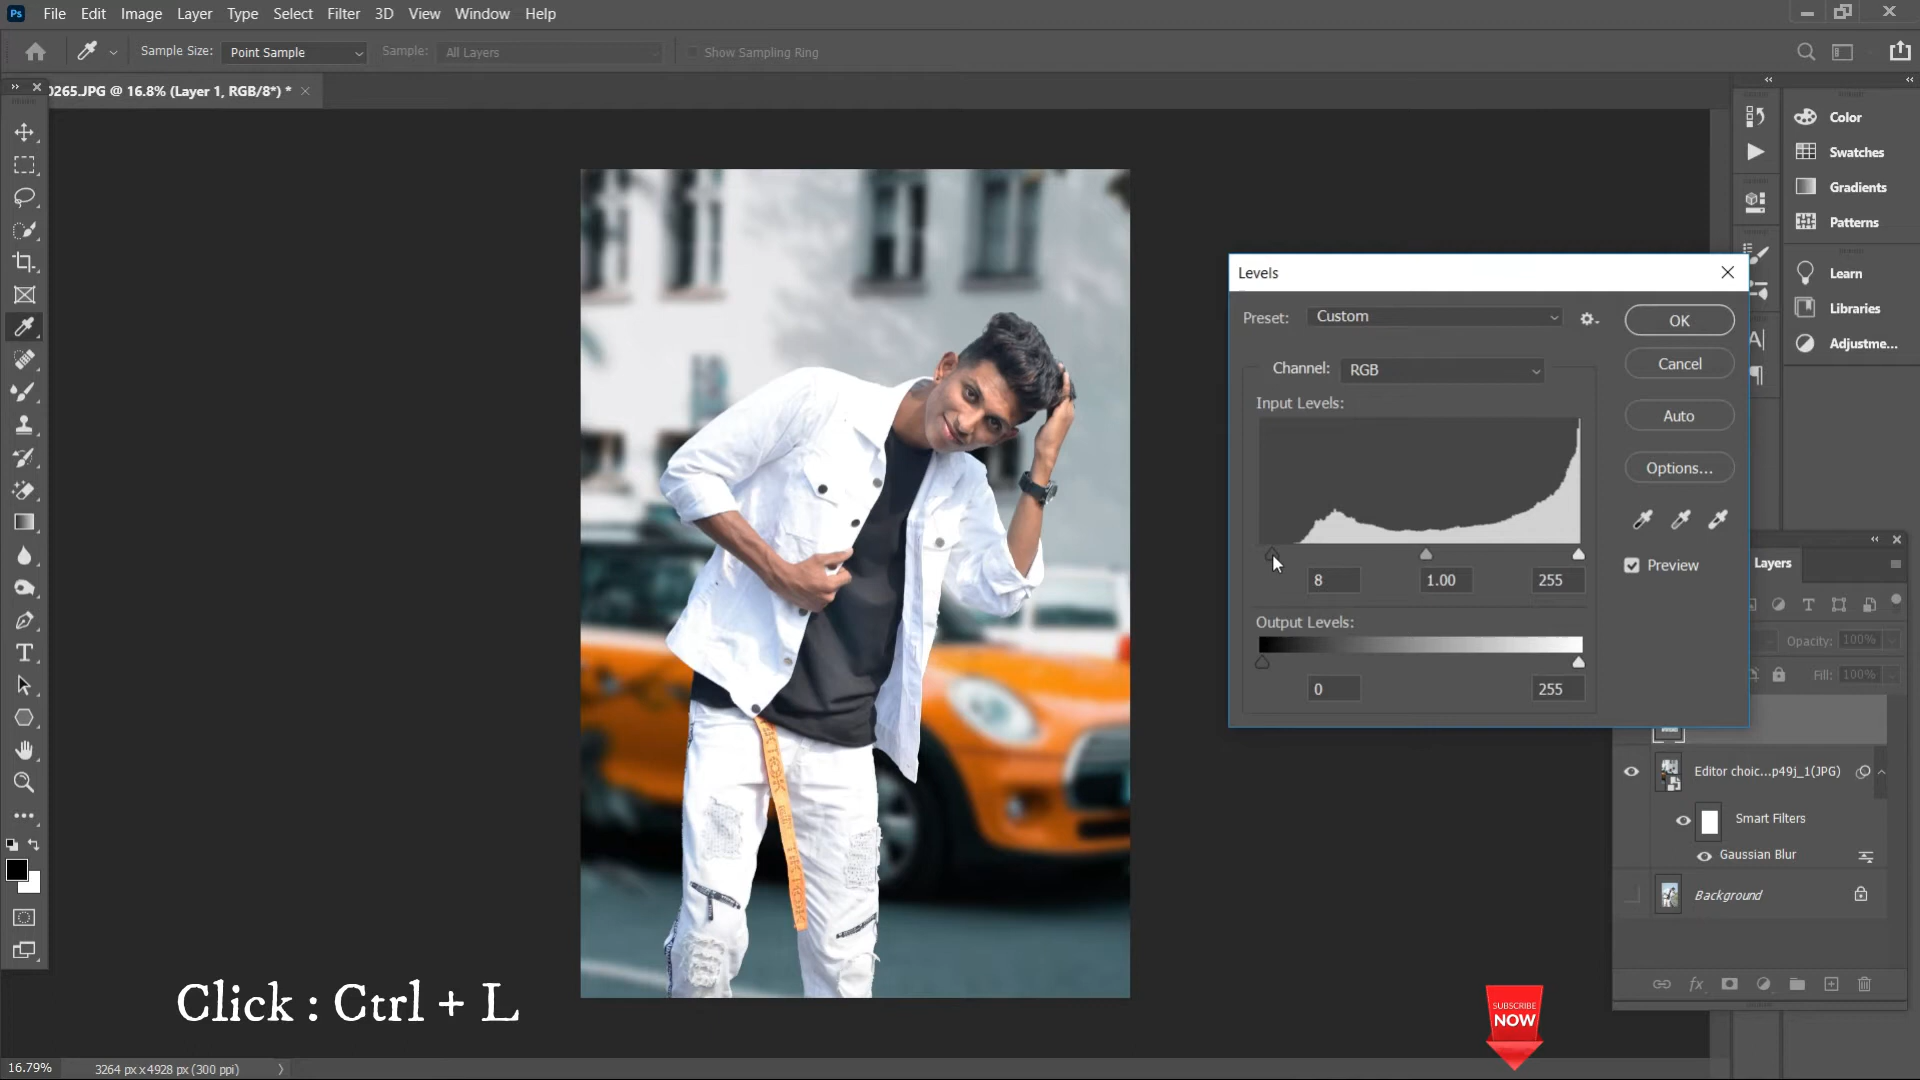 Ps File Edit Image Layer Type Select Filter 3D View Window Help
Sample Size: Point Sample Sample: All Layers Show Sampling Ring
0265.JPG @ 16.8% (Layer 1, RGB/8*) *
Color
Swatches
Gradients
Patterns
Learn
Libraries
Adjustme...
Levels
Preset: Custom
OK
Channel: RGB
Cancel
Input Levels:
Auto
Options...
8 1.00 255
Preview
Output Levels:
0 255
Layers
Opacity: 100%
Fill: 100%
Editor choic...p49j_1(JPG)
Smart Filters
Gaussian Blur
Background
fx
Click : Ctrl + L
SUBSCRIBE
NOW
16.79% 3264 px x 4928 px (300 ppi)